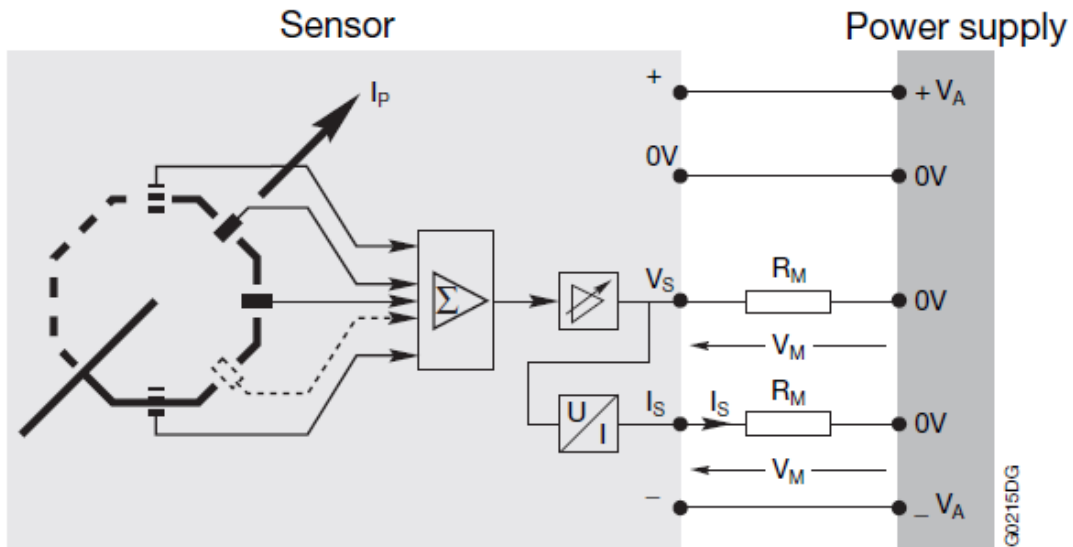 Sensor
Power supply
I_P
+
+ V_A
0V
0V
Σ
V_S
R_M
0V
V_M
U
I
I_S
I_S
R_M
0V
V_M
–
_ V_A
G0215DG